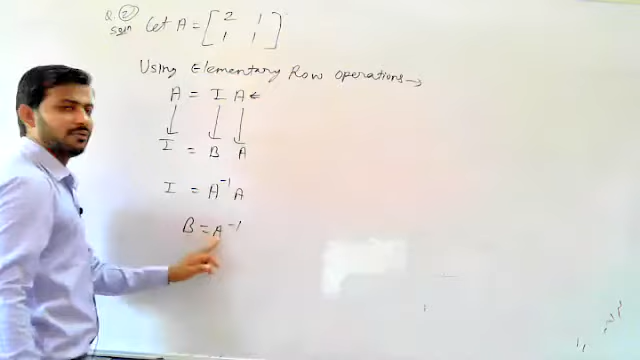 Q. 2
Soln Let A = [2 1
1 1]
Using Elementary Row operations →
A = I A ←
↓ ↓ ↓
I = B A
I = A⁻¹ A
B = A⁻¹